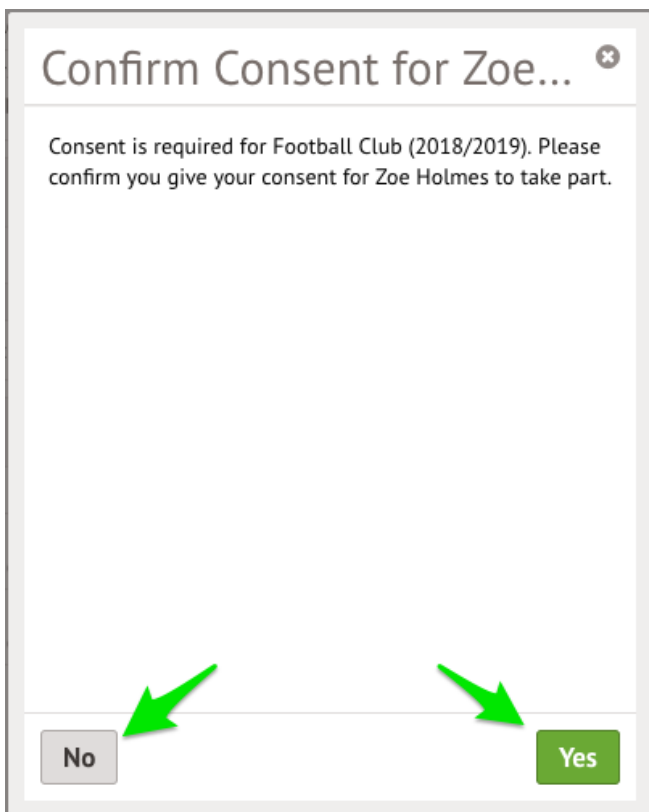 Confirm Consent for Zoe...
Consent is required for Football Club (2018/2019). Please
confirm you give your consent for Zoe Holmes to take part.
No
Yes